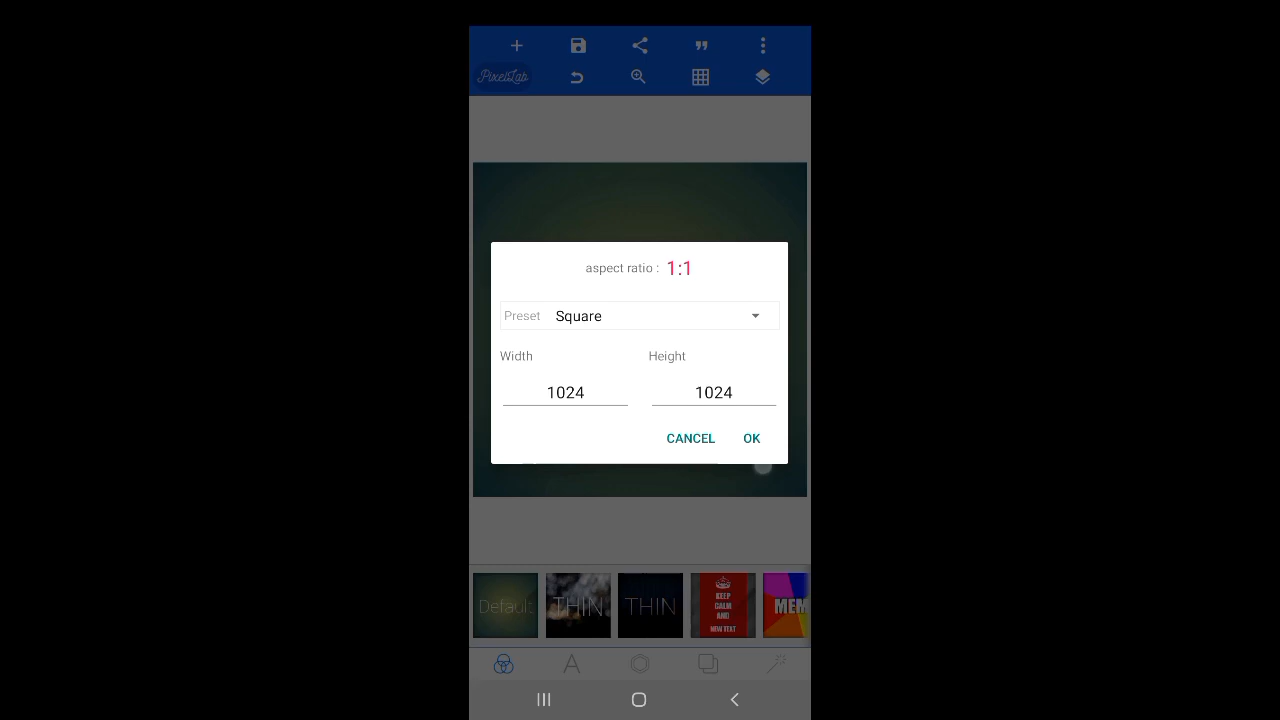 PixelLab
aspect ratio : 1:1
Preset Square
Width Height
1024 1024
CANCEL OK
Default THIN THIN KEEP CALM AND NEW TEXT MEM